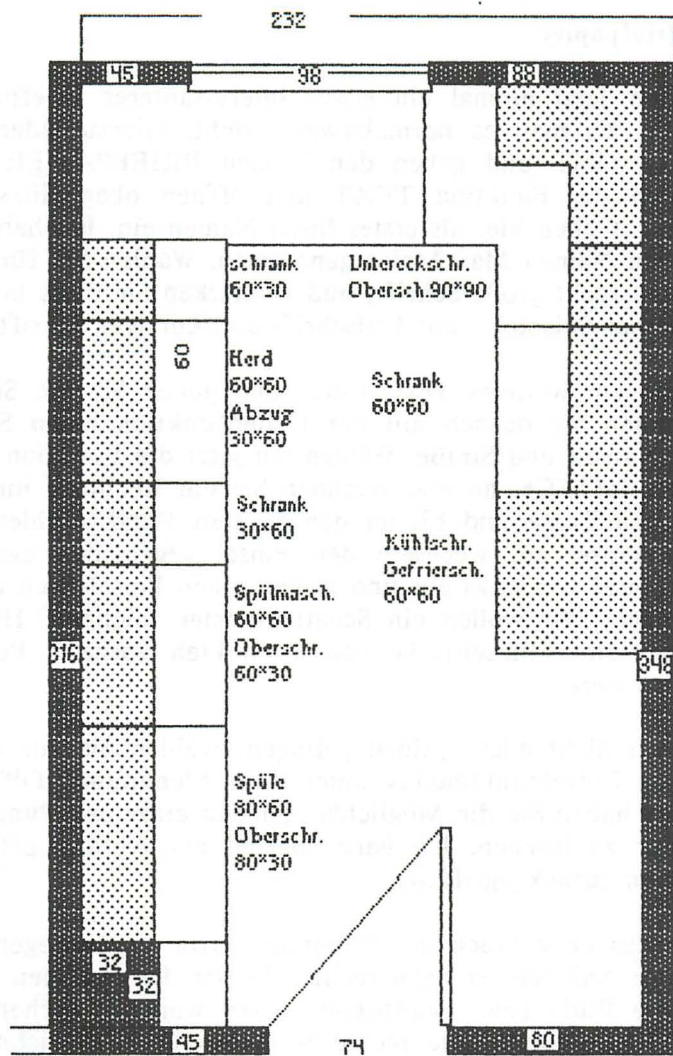 232
45
98
88
schrank
60*30
Untereckschr.
Obersch.90*90
60
Herd
60*60
Abzug
30*60
Schrank
60*60
Schrank
30*60
Kühlschr.
Gefriersch.
60*60
Spülmasch.
60*60
Oberschr.
60*30
316
348
Spüle
80*60
Oberschr.
80*30
32
32
45
74
80